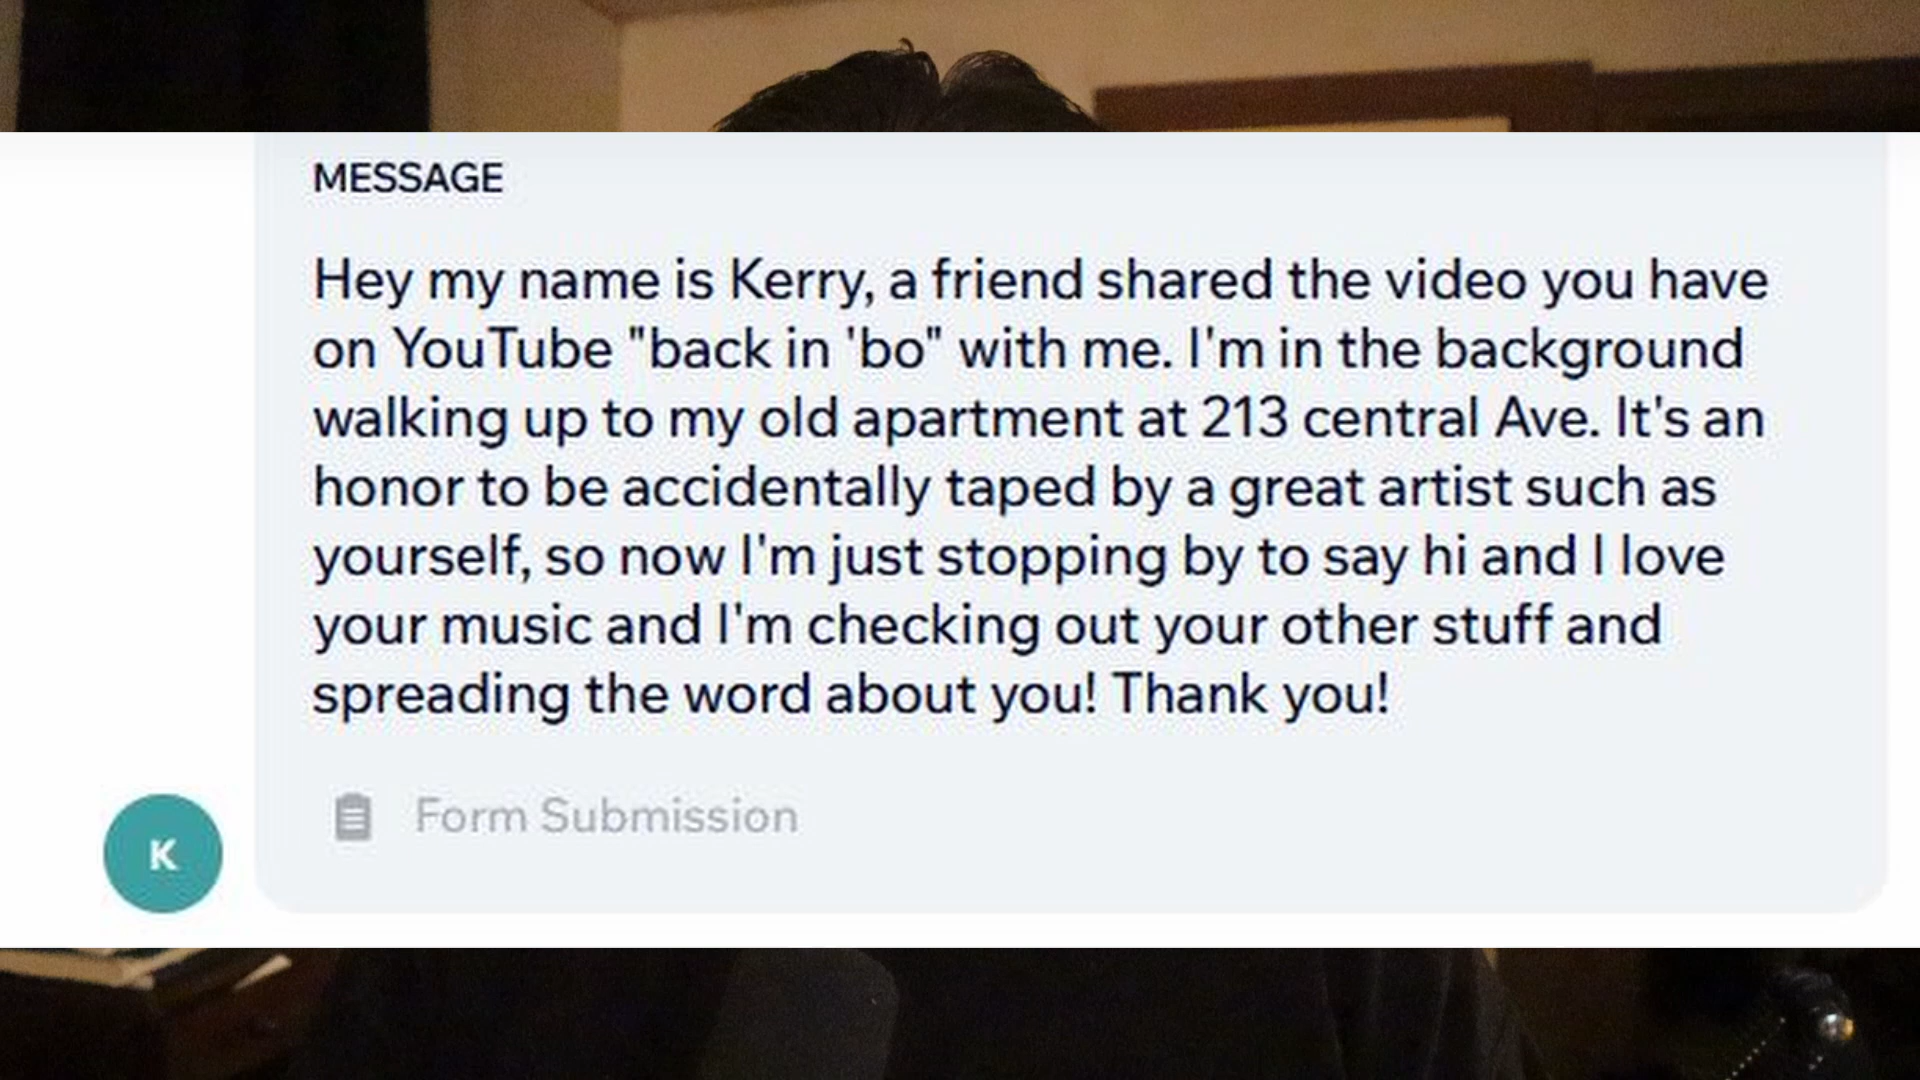 MESSAGE
Hey my name is Kerry, a friend shared the video you have
on YouTube "back in 'bo" with me. I'm in the background
walking up to my old apartment at 213 central Ave. It's an
honor to be accidentally taped by a great artist such as
yourself, so now I'm just stopping by to say hi and I love
your music and I'm checking out your other stuff and
spreading the word about you! Thank you!
Form Submission
K